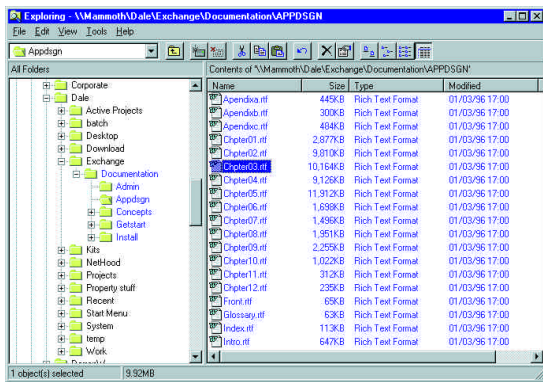 Exploring - \\Mammoth\Dale\Exchange\Documentation\APPDSGN
File Edit View Tools Help
Appdsgn
All Folders
Contents of '\\Mammoth\Dale\Exchange\Documentation\APPDSGN'
Corporate
Dale
Active Projects
batch
Desktop
Download
Exchange
Documentation
Admin
Appdsgn
Concepts
Getstart
Install
Kits
NetHood
Projects
Property stuff
Recent
Start Menu
System
temp
Work
Name Size Type Modified
Apendixa.rtf 445KB Rich Text Format 01/03/96 17:00
Apendixb.rtf 300KB Rich Text Format 01/03/96 17:00
Apendixc.rtf 484KB Rich Text Format 01/03/96 17:00
Chpter01.rtf 2,877KB Rich Text Format 01/03/96 17:00
Chpter02.rtf 9,810KB Rich Text Format 01/03/96 17:00
Chpter03.rtf 10,164KB Rich Text Format 01/03/96 17:00
Chpter04.rtf 9,126KB Rich Text Format 01/03/96 17:00
Chpter05.rtf 11,912KB Rich Text Format 01/03/96 17:00
Chpter06.rtf 1,698KB Rich Text Format 01/03/96 17:00
Chpter07.rtf 1,496KB Rich Text Format 01/03/96 17:00
Chpter08.rtf 1,951KB Rich Text Format 01/03/96 17:00
Chpter09.rtf 2,255KB Rich Text Format 01/03/96 17:00
Chpter10.rtf 1,022KB Rich Text Format 01/03/96 17:00
Chpter11.rtf 312KB Rich Text Format 01/03/96 17:00
Chpter12.rtf 235KB Rich Text Format 01/03/96 17:00
Front.rtf 65KB Rich Text Format 01/03/96 17:00
Glossary.rtf 63KB Rich Text Format 01/03/96 17:00
Index.rtf 113KB Rich Text Format 01/03/96 17:00
Intro.rtf 647KB Rich Text Format 01/03/96 17:00
1 object(s) selected 9.92MB